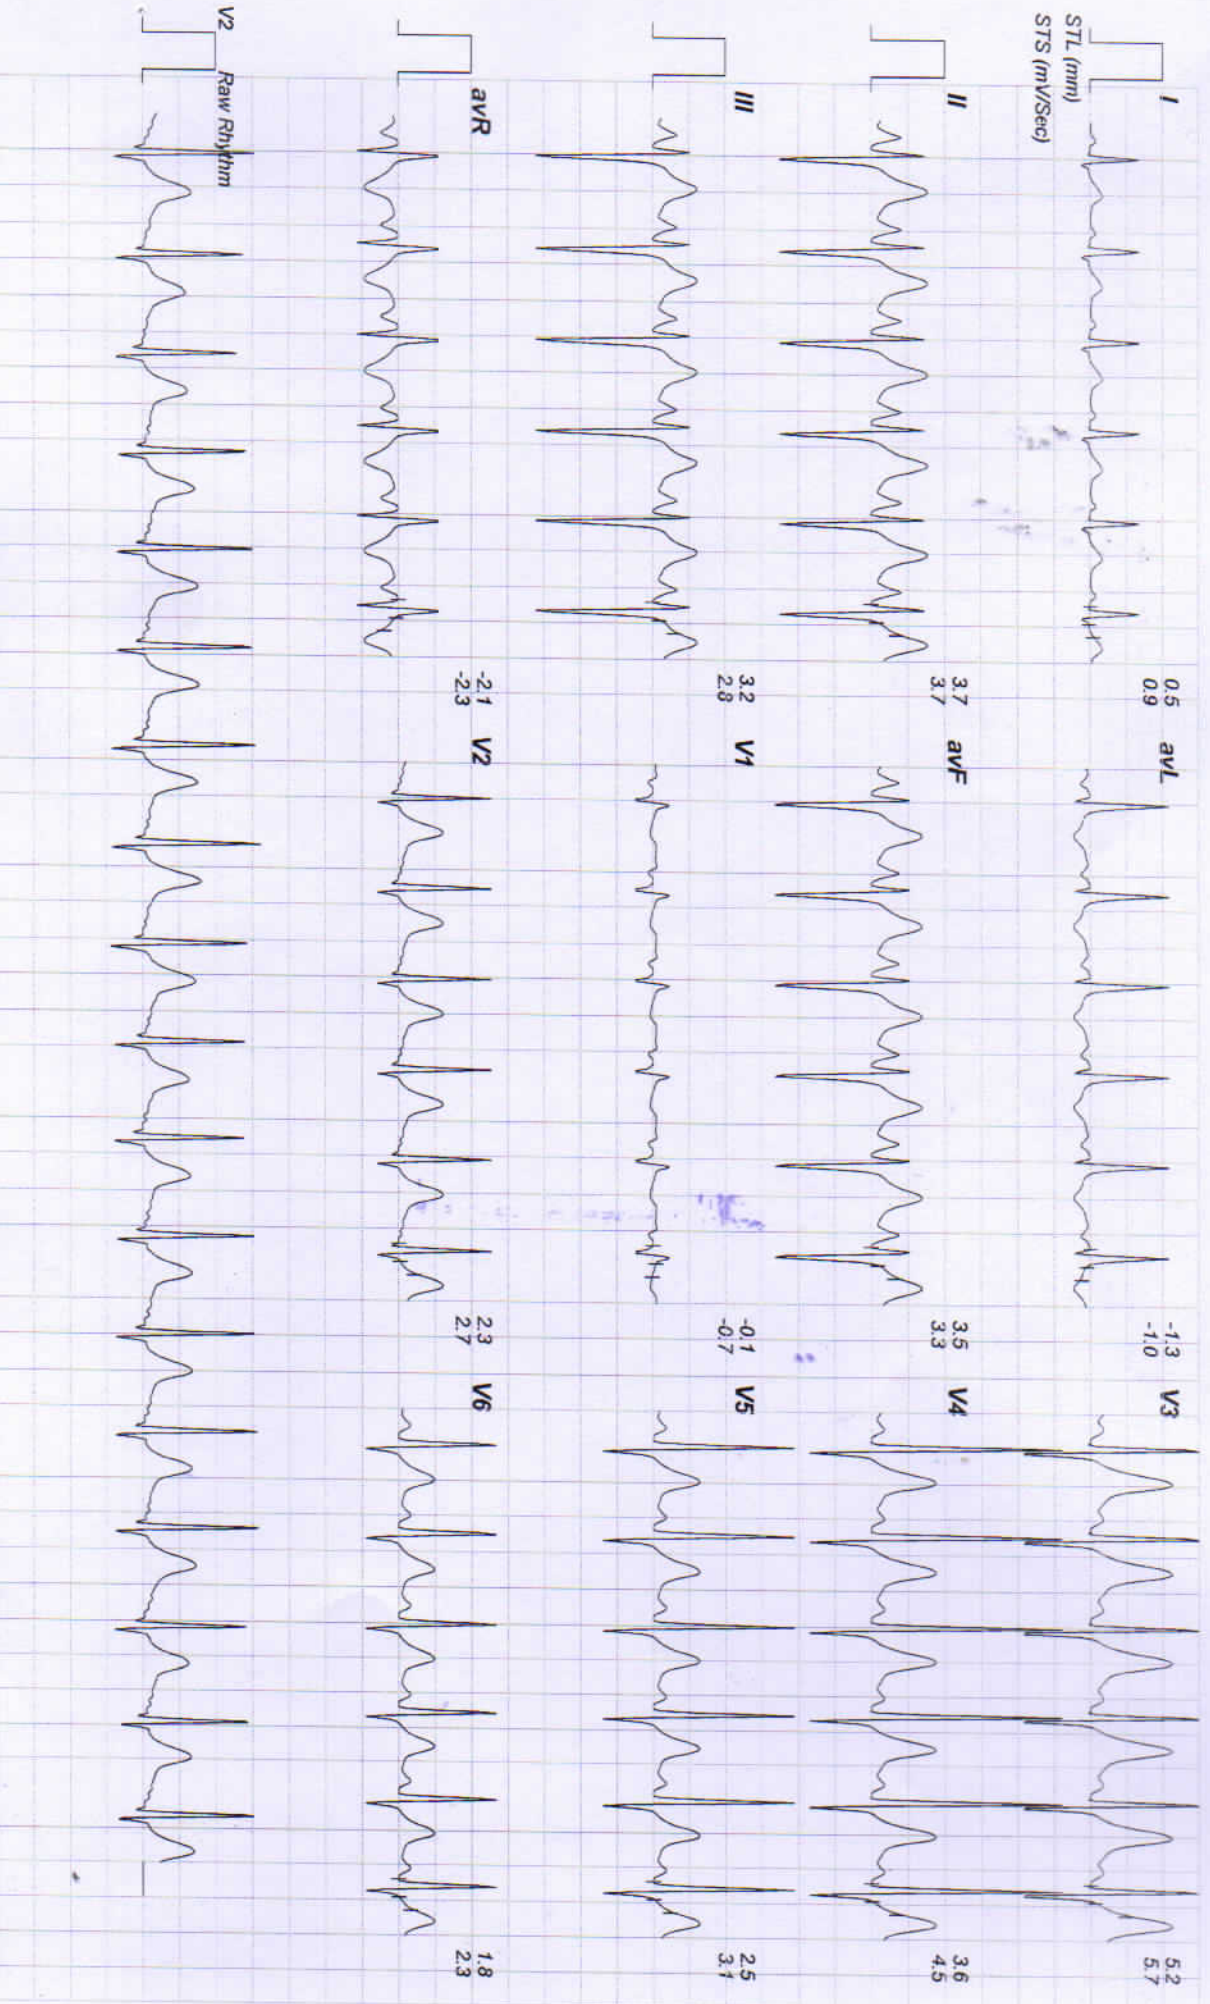 I
STL (mm)
STS (mV/Sec)
0.5
0.9
avL
-1.3
-1.0
V3
5.2
5.7
II
3.7
3.7
avF
3.5
3.3
V4
3.6
4.5
III
3.2
2.8
V1
-0.1
-0.7
V5
2.5
3.1
avR
-2.1
-2.3
V2
2.3
2.7
V6
1.8
2.3
V2
Raw Rhythm